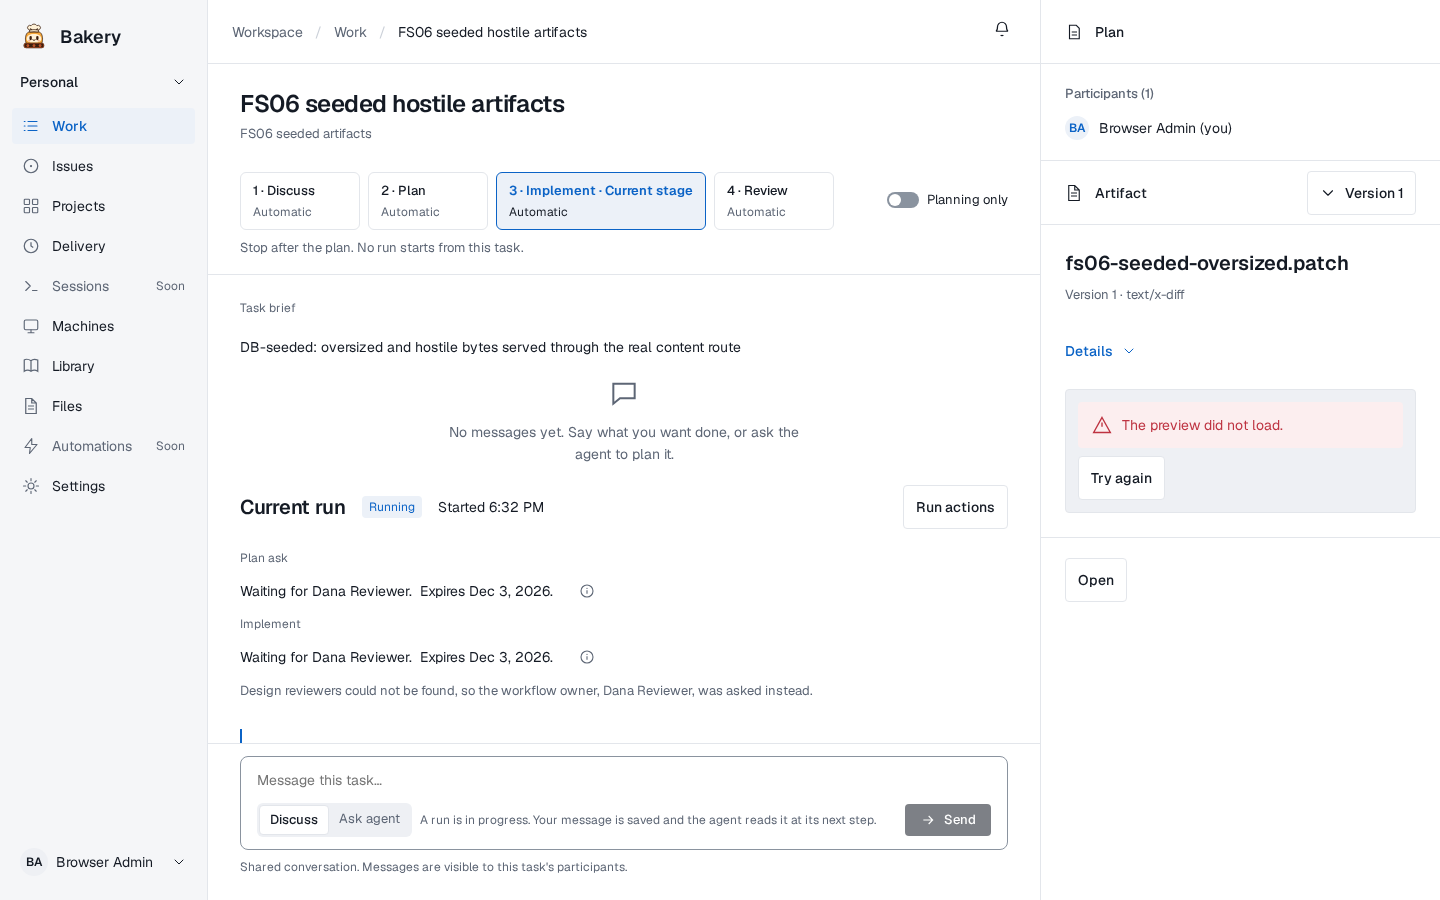 Bakery
Personal
Work
Issues
Projects
Delivery
Sessions Soon
Machines
Library
Files
Automations Soon
Settings
BA Browser Admin
Workspace / Work / FS06 seeded hostile artifacts
FS06 seeded hostile artifacts
FS06 seeded artifacts
1 · Discuss
Automatic
2 · Plan
Automatic
3 · Implement · Current stage
Automatic
4 · Review
Automatic
Planning only
Stop after the plan. No run starts from this task.
Task brief
DB-seeded: oversized and hostile bytes served through the real content route
No messages yet. Say what you want done, or ask the
agent to plan it.
Current run Running Started 6:32 PM Run actions
Plan ask
Waiting for Dana Reviewer. Expires Dec 3, 2026.
Implement
Waiting for Dana Reviewer. Expires Dec 3, 2026.
Design reviewers could not be found, so the workflow owner, Dana Reviewer, was asked instead.
Message this task...
Discuss Ask agent A run is in progress. Your message is saved and the agent reads it at its next step. Send
Shared conversation. Messages are visible to this task's participants.
Plan
Participants (1)
BA Browser Admin (you)
Artifact Version 1
fs06-seeded-oversized.patch
Version 1 · text/x-diff
Details
The preview did not load.
Try again
Open